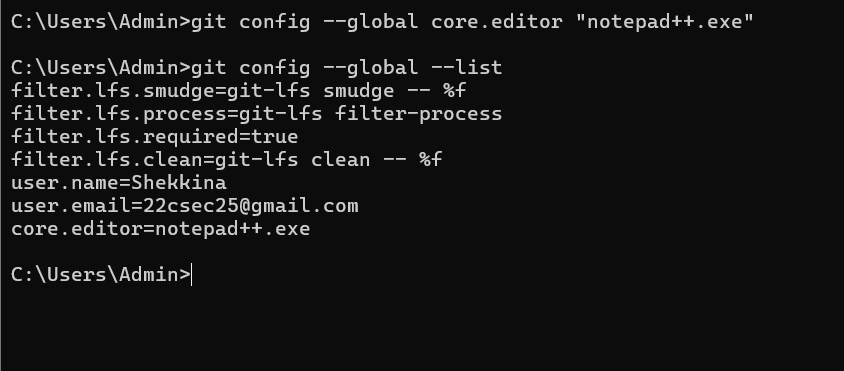 C:\Users\Admin>git config --global core.editor "notepad++.exe"
C:\Users\Admin>git config --global --list
filter.lfs.smudge=git-lfs smudge -- %f
filter.lfs.process=git-lfs filter-process
filter.lfs.required=true
filter.lfs.clean=git-lfs clean -- %f
user.name=Shekkina
user.email=22csec25@gmail.com
core.editor=notepad++.exe
C:\Users\Admin>